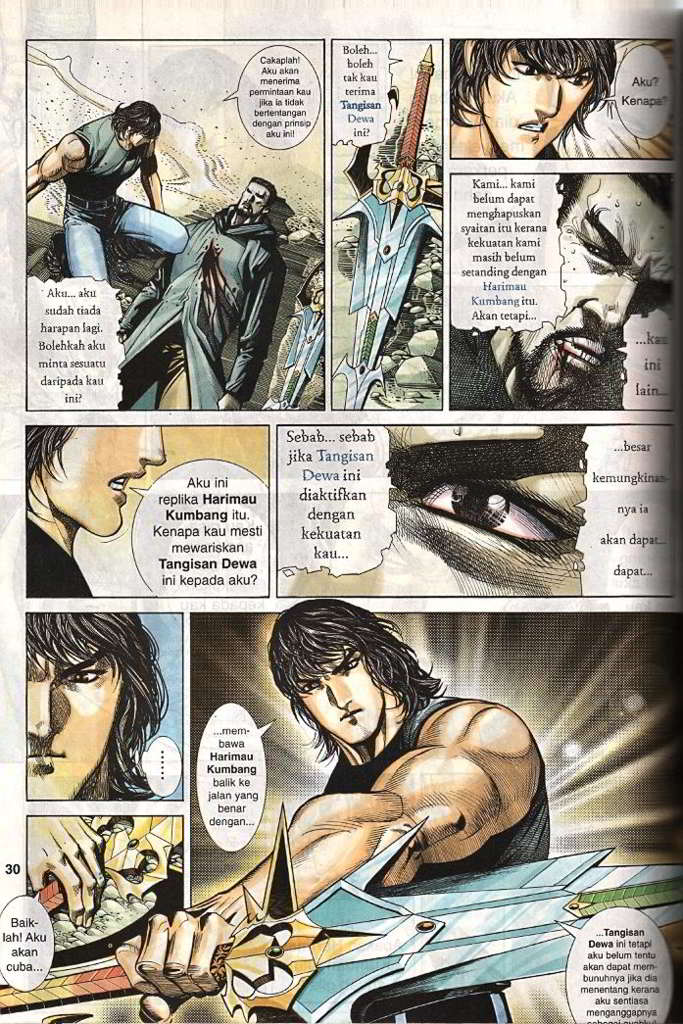 Cakaplah!
Aku akan
menerima
permintaan kau
jika ia tidak
bertentangan
dengan prinsip
aku ini!
Aku... aku
sudah tiada
harapan lagi.
Bolehkah aku
minta sesuatu
daripada kau
ini?
Boleh...
boleh
tak kau
terima
Tangisan
Dewa
ini?
Aku?
Kenapa?
Kami... kami
belum dapat
menghapuskan
syaitan itu kerana
kekuatan kami
masih belum
setanding dengan
Harimau
Kumbang itu.
Akan tetapi...
...kau
ini
lain...
Aku ini
replika Harimau
Kumbang itu.
Kenapa kau mesti
mewariskan
Tangisan Dewa
ini kepada aku?
Sebab... sebab
jika Tangisan
Dewa ini
diaktifkan
dengan
kekuatan
kau...
...besar
kemungkinan-
nya ia
akan dapat...
dapat...
......
...mem-
bawa
Harimau
Kumbang
balik ke
jalan yang
benar
dengan...
30
Baik-
lah! Aku
akan
cuba...
...Tangisan
Dewa ini tetapi
aku belum tentu
akan dapat mem-
bunuhnya jika dia
menentang kerana
aku sentiasa
menganggapnya